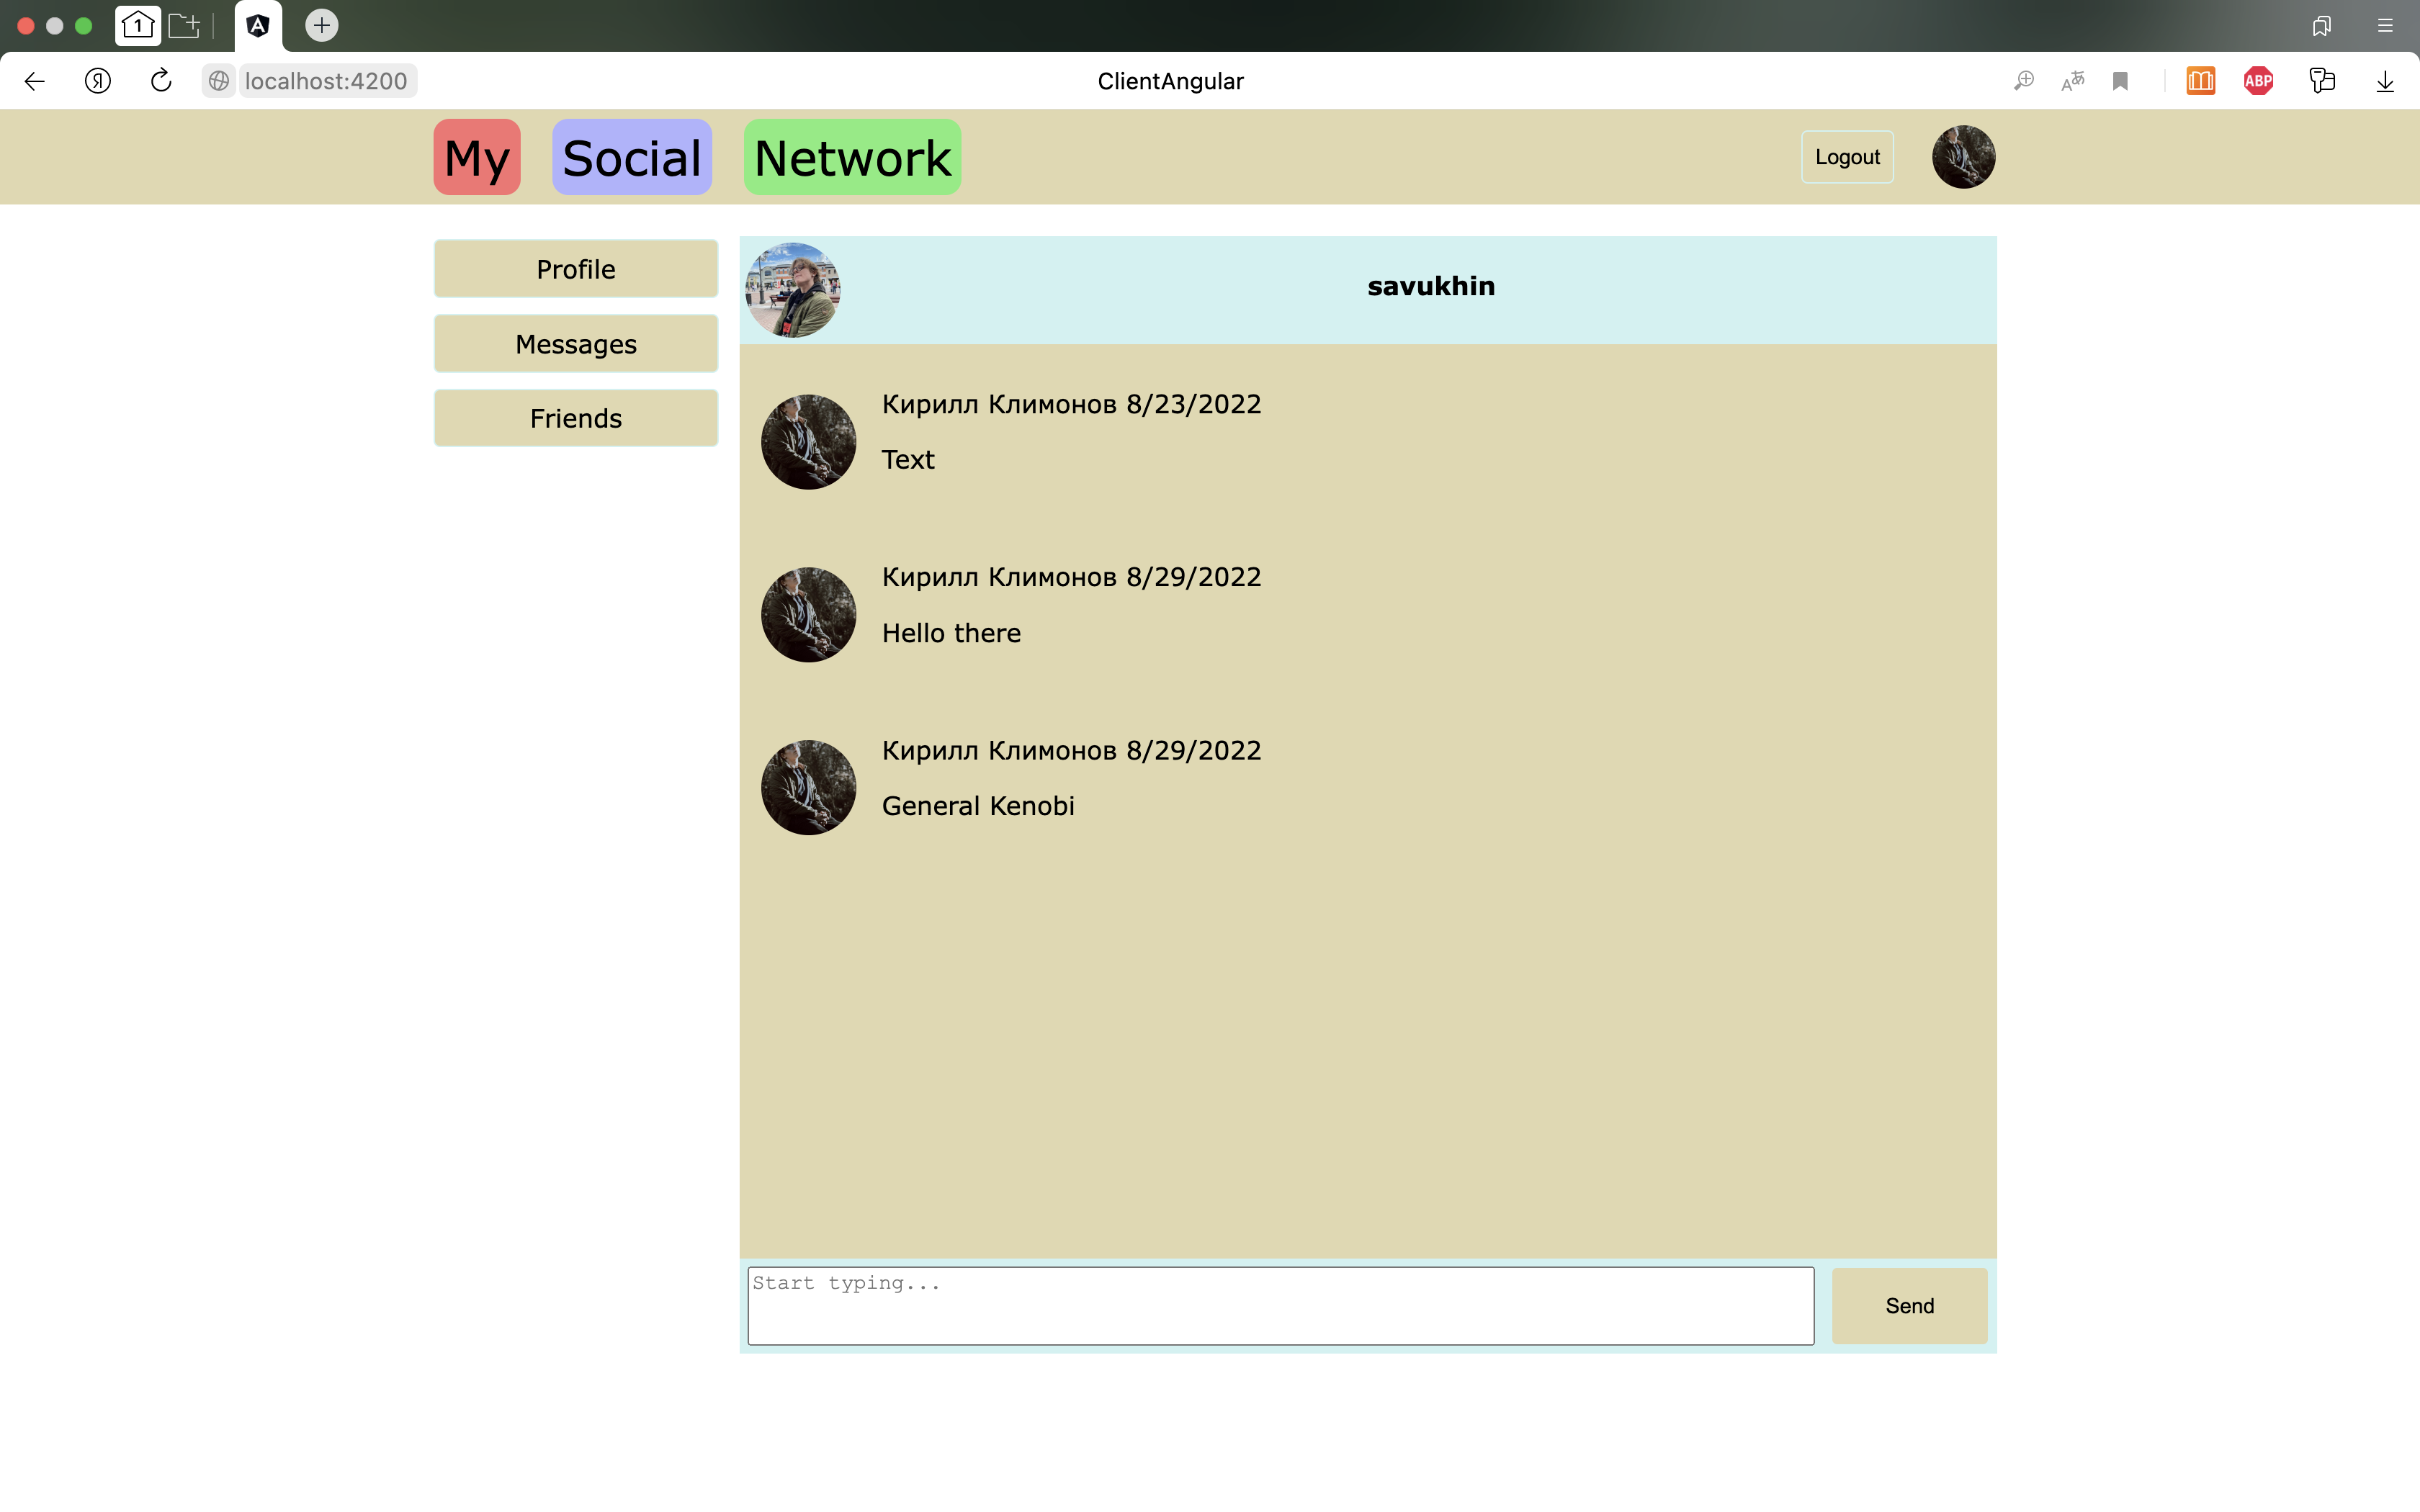 1
A
localhost:4200
ClientAngular
ABP
My Social Network
Logout
Profile
Messages
Friends
savukhin
Кирилл Климонов 8/23/2022
Text
Кирилл Климонов 8/29/2022
Hello there
Кирилл Климонов 8/29/2022
General Kenobi
Start typing...
Send